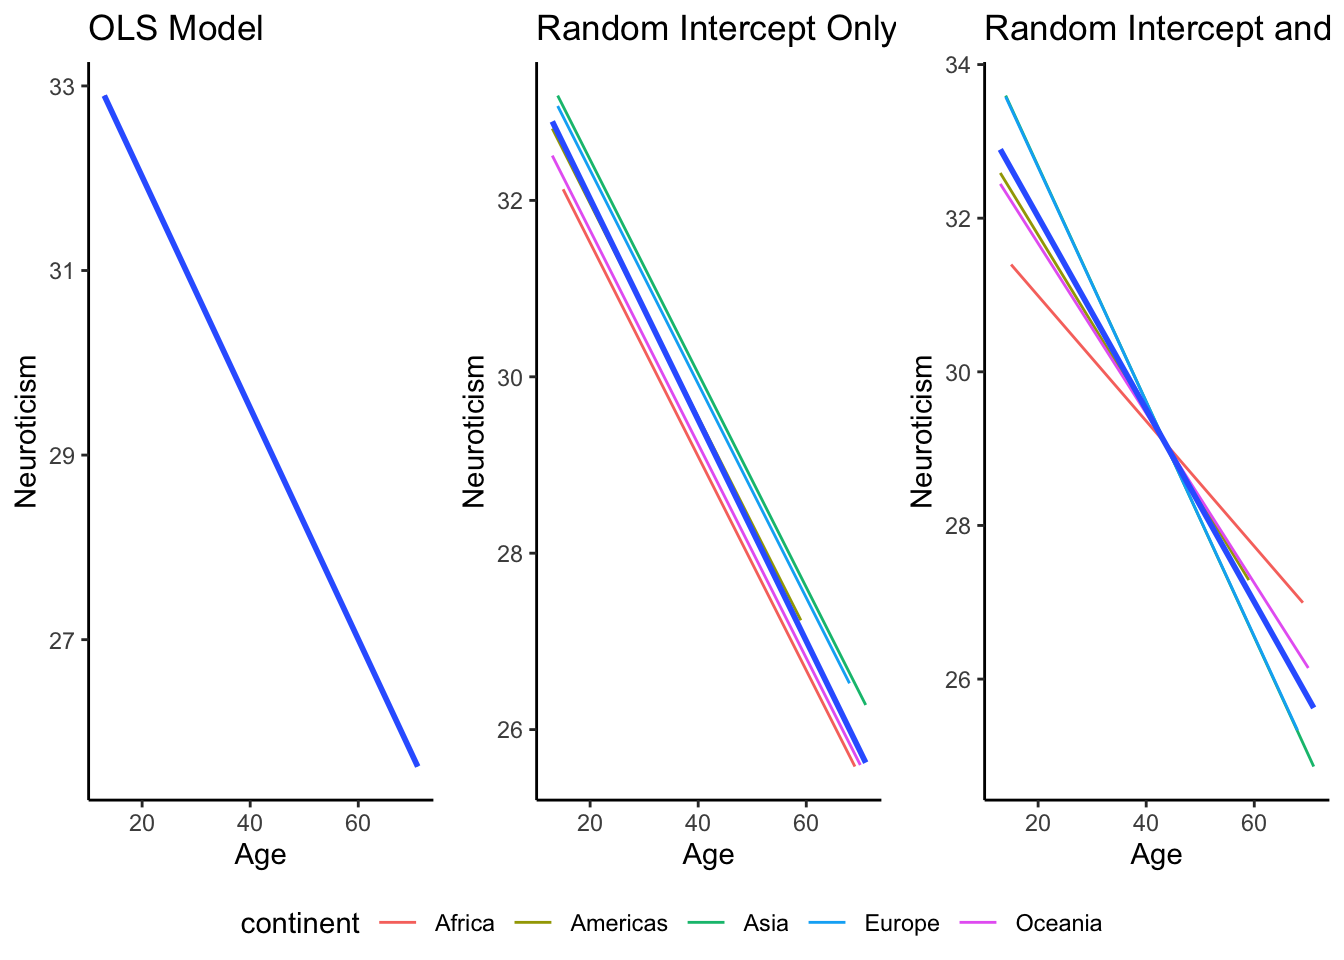 OLS Model
33
31
29
27
Neuroticism
20 40 60
Age
Random Intercept Only
32
30
28
26
Neuroticism
20 40 60
Age
Random Intercept and
34
32
30
28
26
Neuroticism
20 40 60
Age
continent Africa Americas Asia Europe Oceania